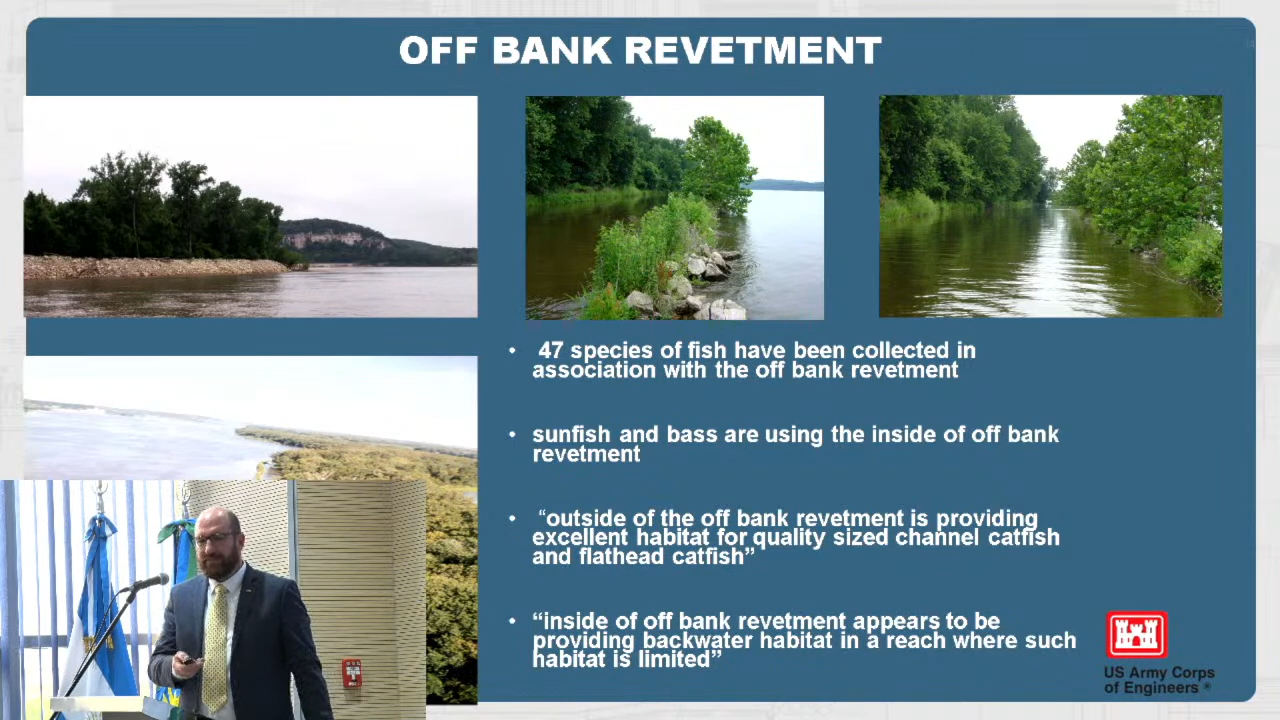 OFF BANK REVETMENT
• 47 species of fish have been collected in
association with the off bank revetment
• sunfish and bass are using the inside of off bank
revetment
• “outside of the off bank revetment is providing
excellent habitat for quality sized channel catfish
and flathead catfish”
• “inside of off bank revetment appears to be
providing backwater habitat in a reach where such
habitat is limited”
US Army Corps
of Engineers ®